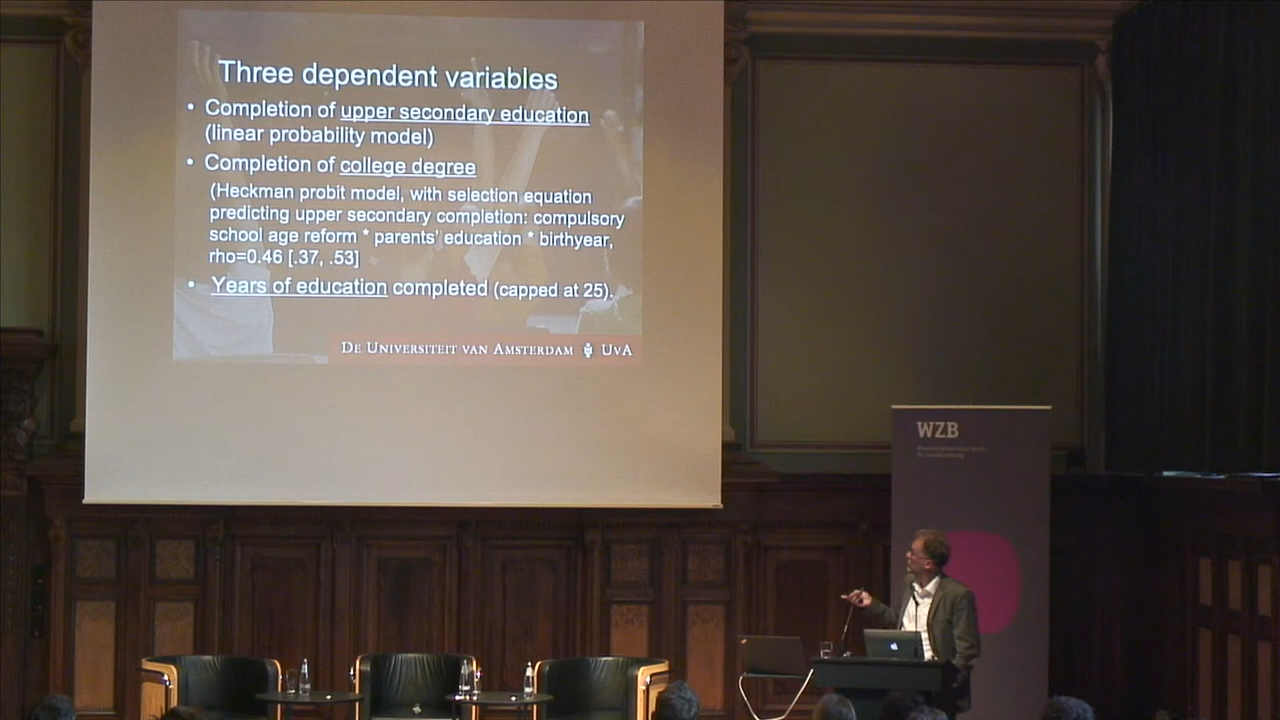 Three dependent variables
• Completion of upper secondary education
(linear probability model)
• Completion of college degree
(Heckman probit model, with selection equation
predicting upper secondary completion: compulsory
school age reform * parents' education * birthyear,
rho=0.46 [.37, .53]
• Years of education completed (capped at 25).
DE UNIVERSITEIT VAN AMSTERDAM UVA
WZB